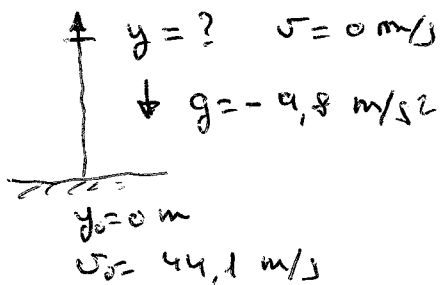 y = ? v = 0 m/s
g = - 9,8 m/s2
y₀=0 m
v₀= 44,1 m/s